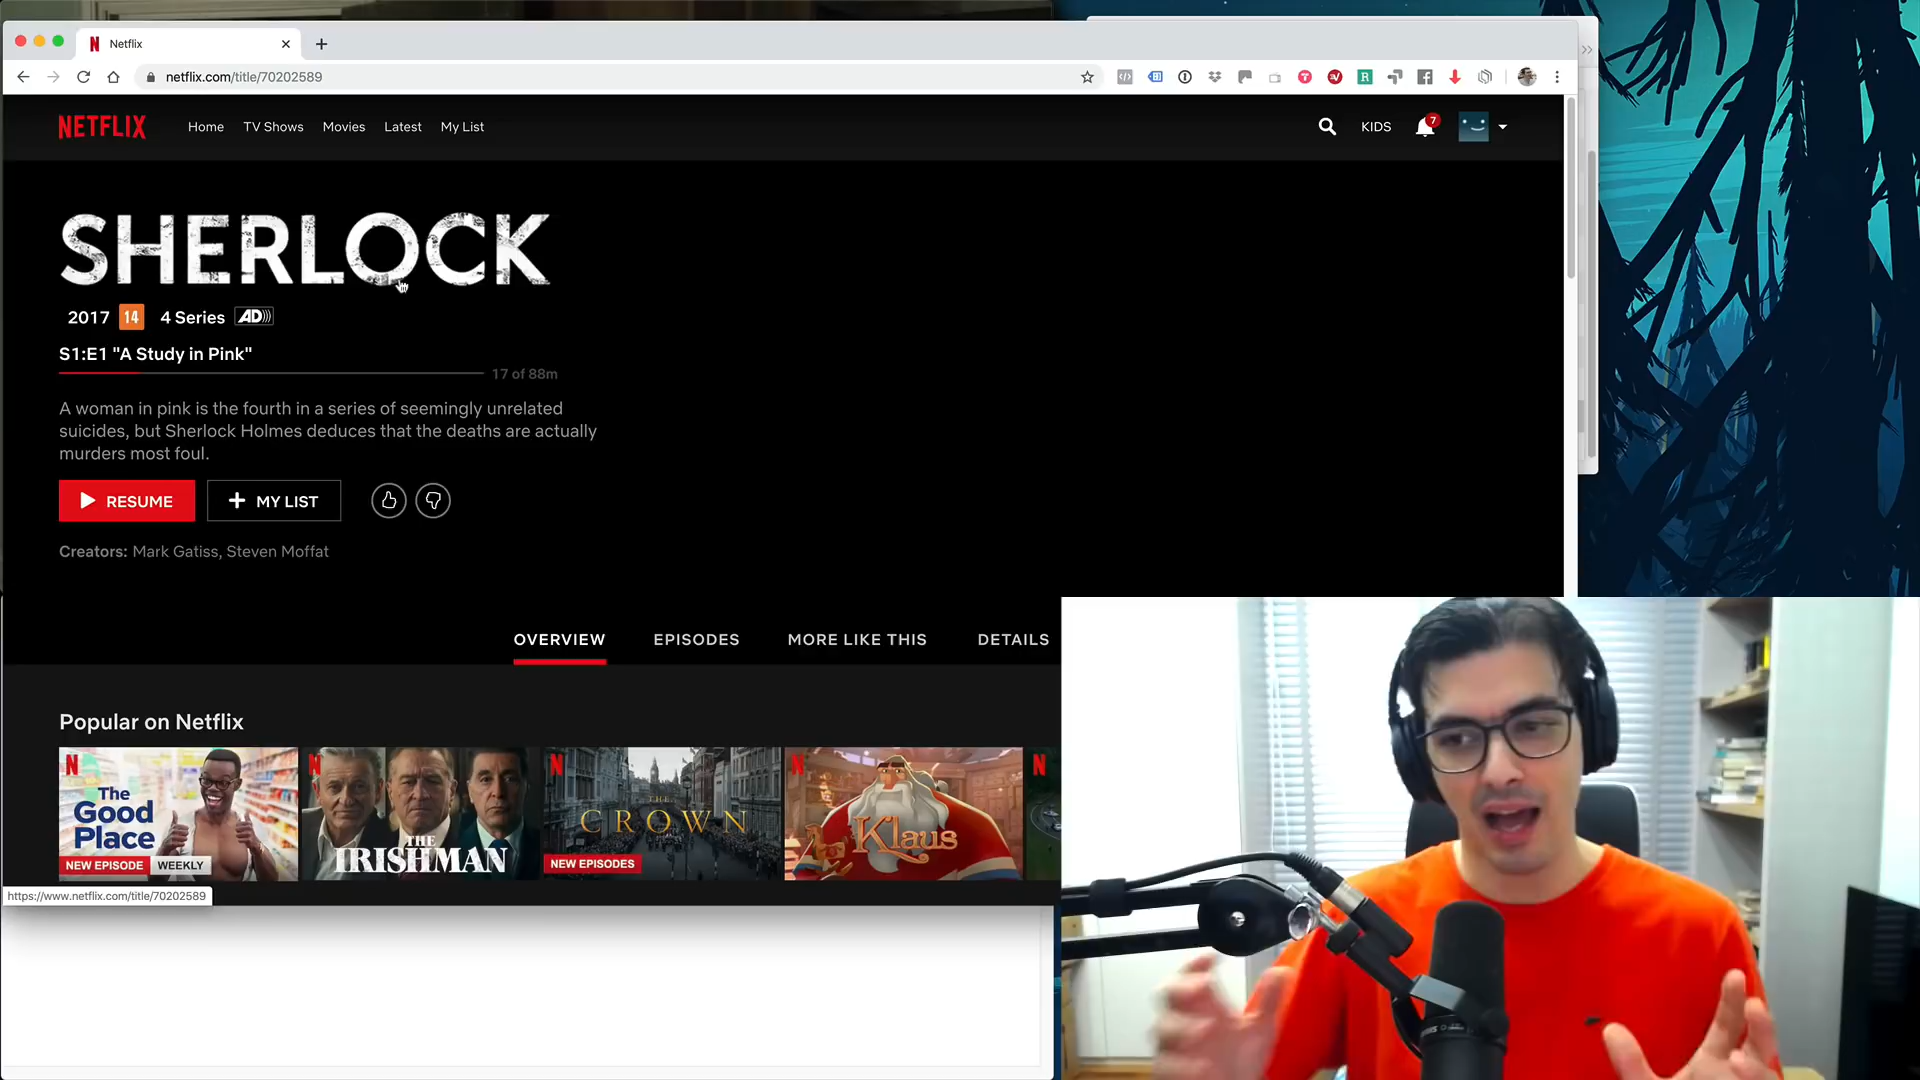 Netflix
netflix.com/title/70202589
NETFLIX Home TV Shows Movies Latest My List KIDS 7
SHERLOCK
2017 14 4 Series AD)))
S1:E1 "A Study in Pink"
17 of 88m
A woman in pink is the fourth in a series of seemingly unrelated
suicides, but Sherlock Holmes deduces that the deaths are actually
murders most foul.
RESUME MY LIST
Creators: Mark Gatiss, Steven Moffat
OVERVIEW EPISODES MORE LIKE THIS DETAILS
Popular on Netflix
The
Good
Place
NEW EPISODE WEEKLY
THE
IRISHMAN
THE
CROWN
NEW EPISODES
Klaus
https://www.netflix.com/title/70202589